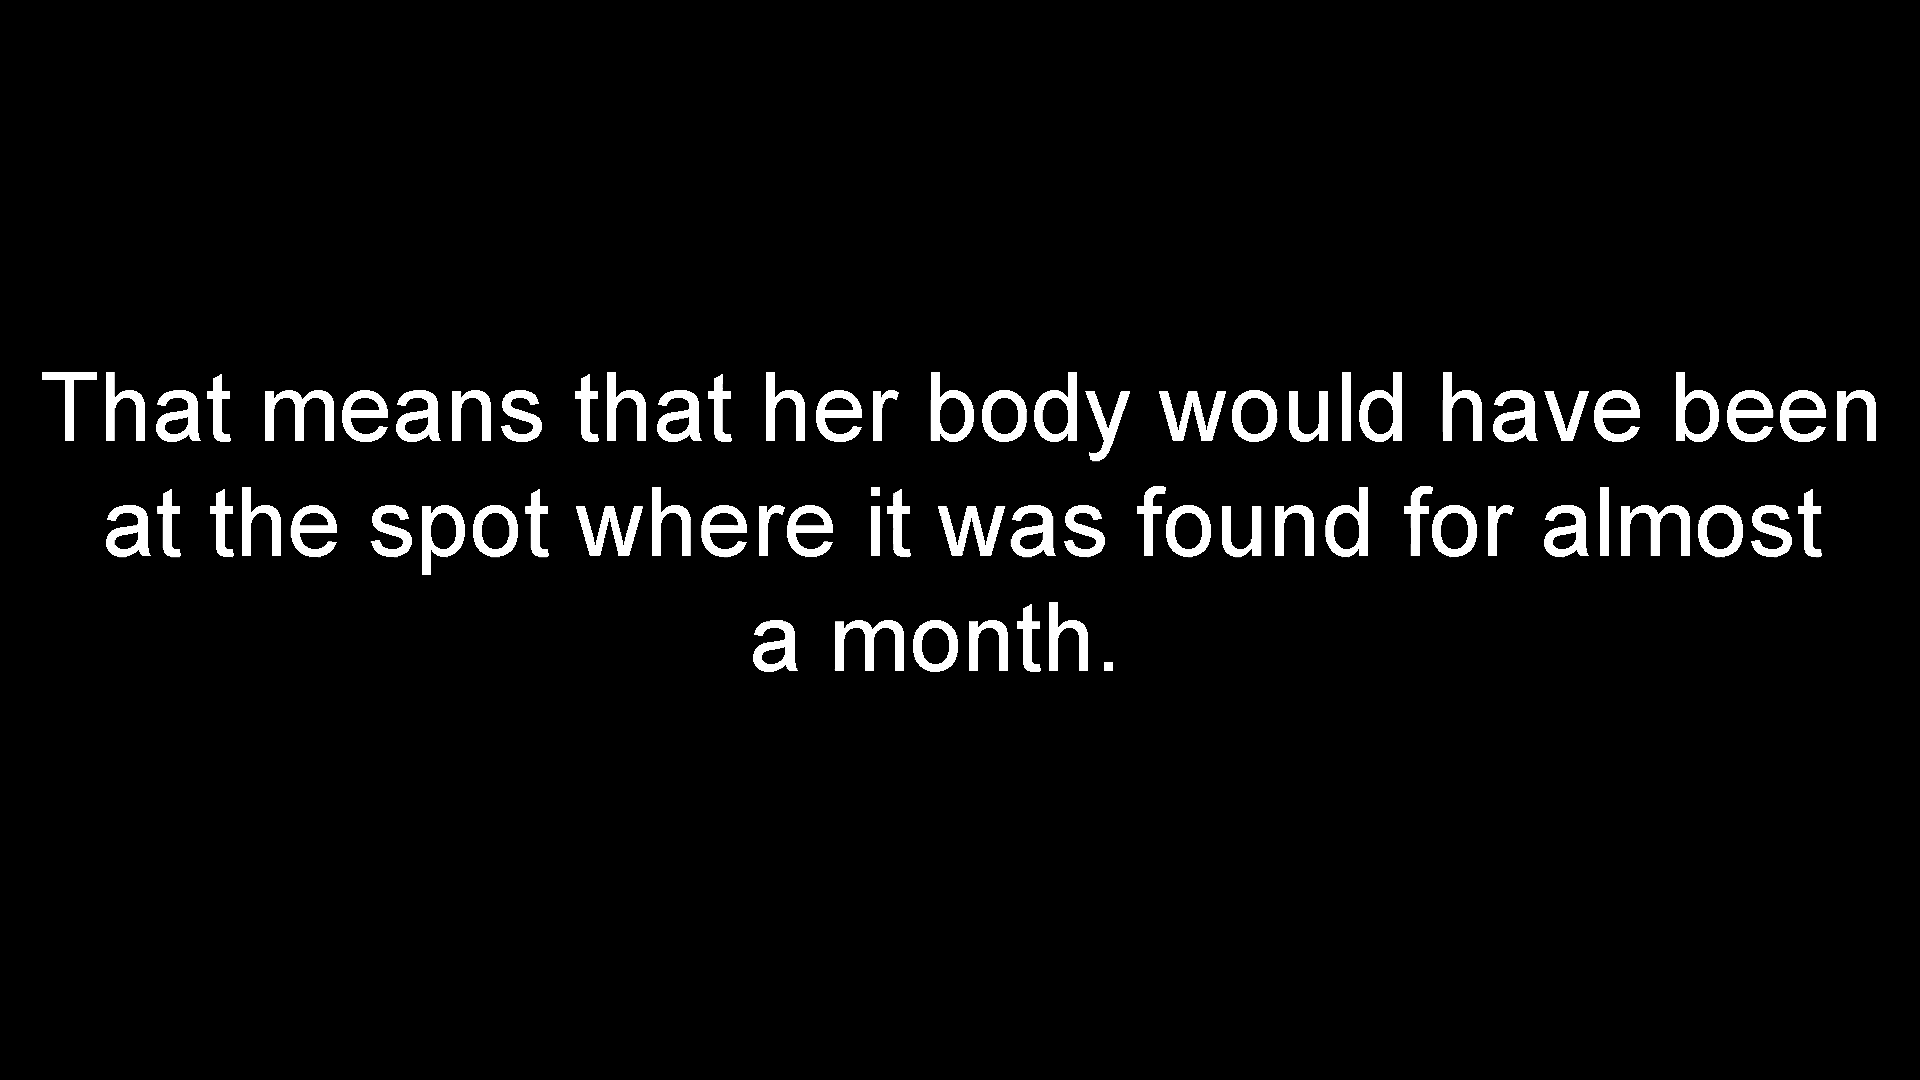 That means that her body would have been
at the spot where it was found for almost
a month.